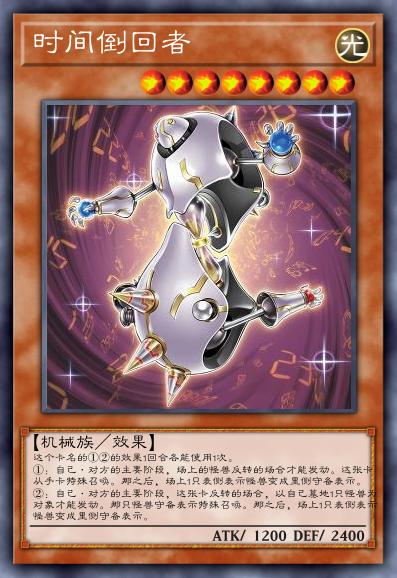 时间倒回者
光
【机械族／效果】
这个卡名的①②的效果1回合各能使用1次。
①：自己·对方的主要阶段，场上的怪兽反转的场合才能发动。这张卡
从手卡特殊召唤。那之后，场上1只表侧表示怪兽变成里侧守备表示。
②：自己·对方的主要阶段，这张卡反转的场合，以自己墓地1只怪兽为
对象才能发动。那只怪兽守备表示特殊召唤。那之后，场上1只表侧表示
怪兽变成里侧守备表示。
ATK/ 1200 DEF/ 2400